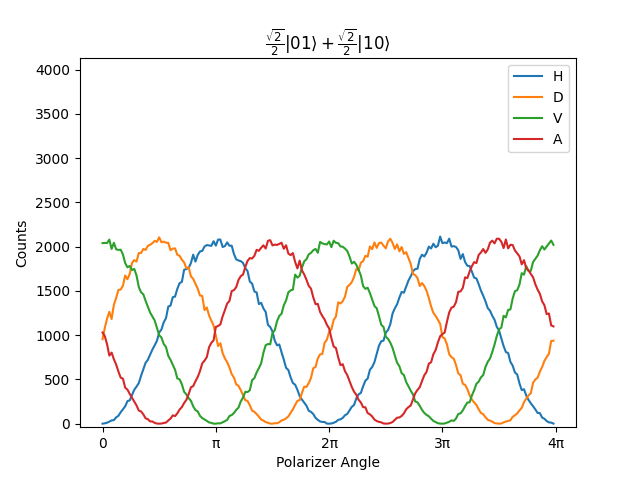 √2/2|01⟩ + √2/2|10⟩
4000
3500
3000
2500
2000
1500
1000
500
0
Counts
H
D
V
A
0
π
2π
3π
4π
Polarizer Angle